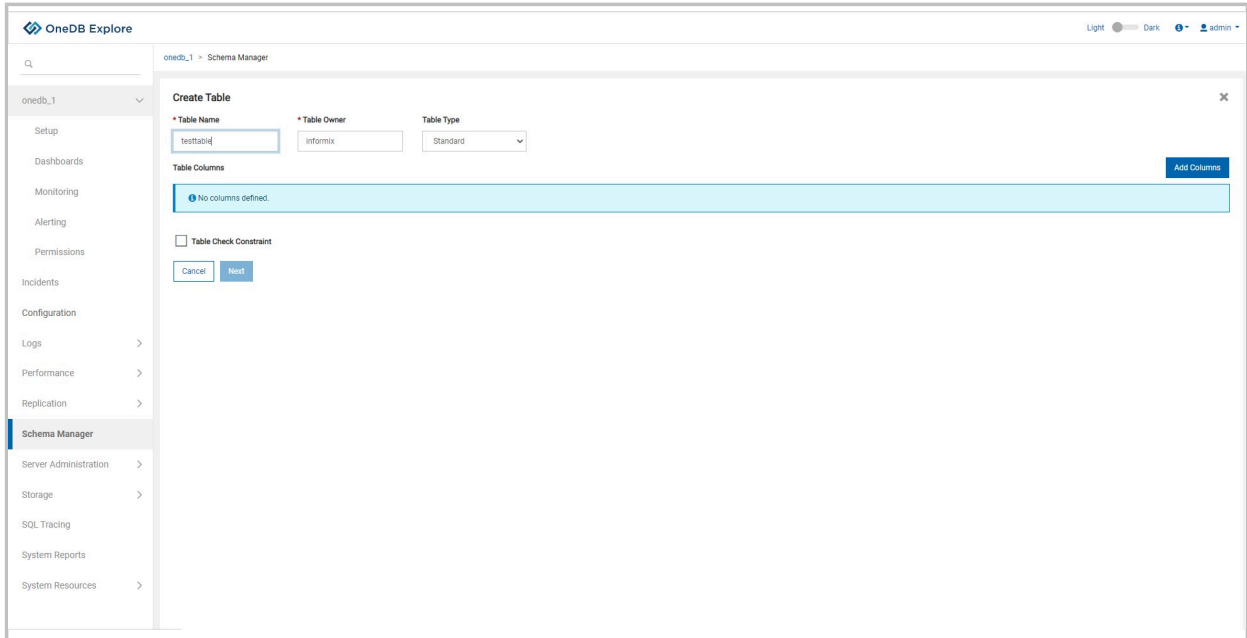 OneDB Explore
Light Dark admin
onedb_1 > Schema Manager
onedb_1
Setup
Dashboards
Monitoring
Alerting
Permissions
Incidents
Configuration
Logs
Performance
Replication
Schema Manager
Server Administration
Storage
SQL Tracing
System Reports
System Resources
Create Table
* Table Name * Table Owner Table Type
testtable informix Standard
Table Columns Add Columns
No columns defined.
Table Check Constraint
Cancel Next